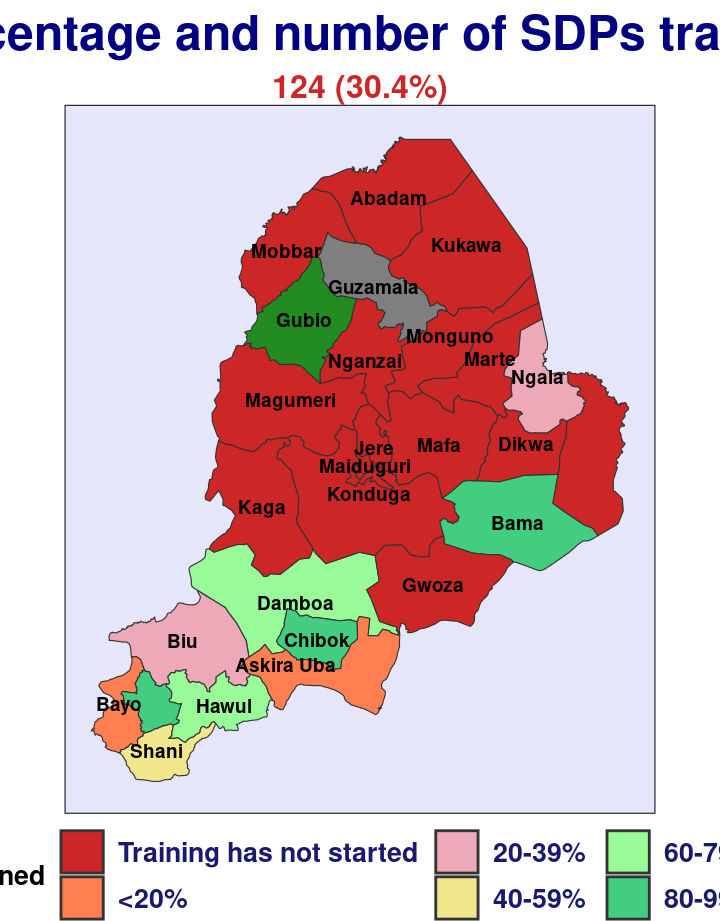 centage and number of SDPs tra
124 (30.4%)
Abadam
Kukawa
Mobbar
Guzamala
Gubio
Monguno
Nganzai
Marte
Ngala
Magumeri
Jere
Mafa
Dikwa
Maiduguri
Konduga
Kaga
Bama
Gwoza
Damboa
Biu
Chibok
Askira Uba
Bayo
Hawul
Shani
Training has not started 20-39% 60-79
ned
<20% 40-59% 80-99